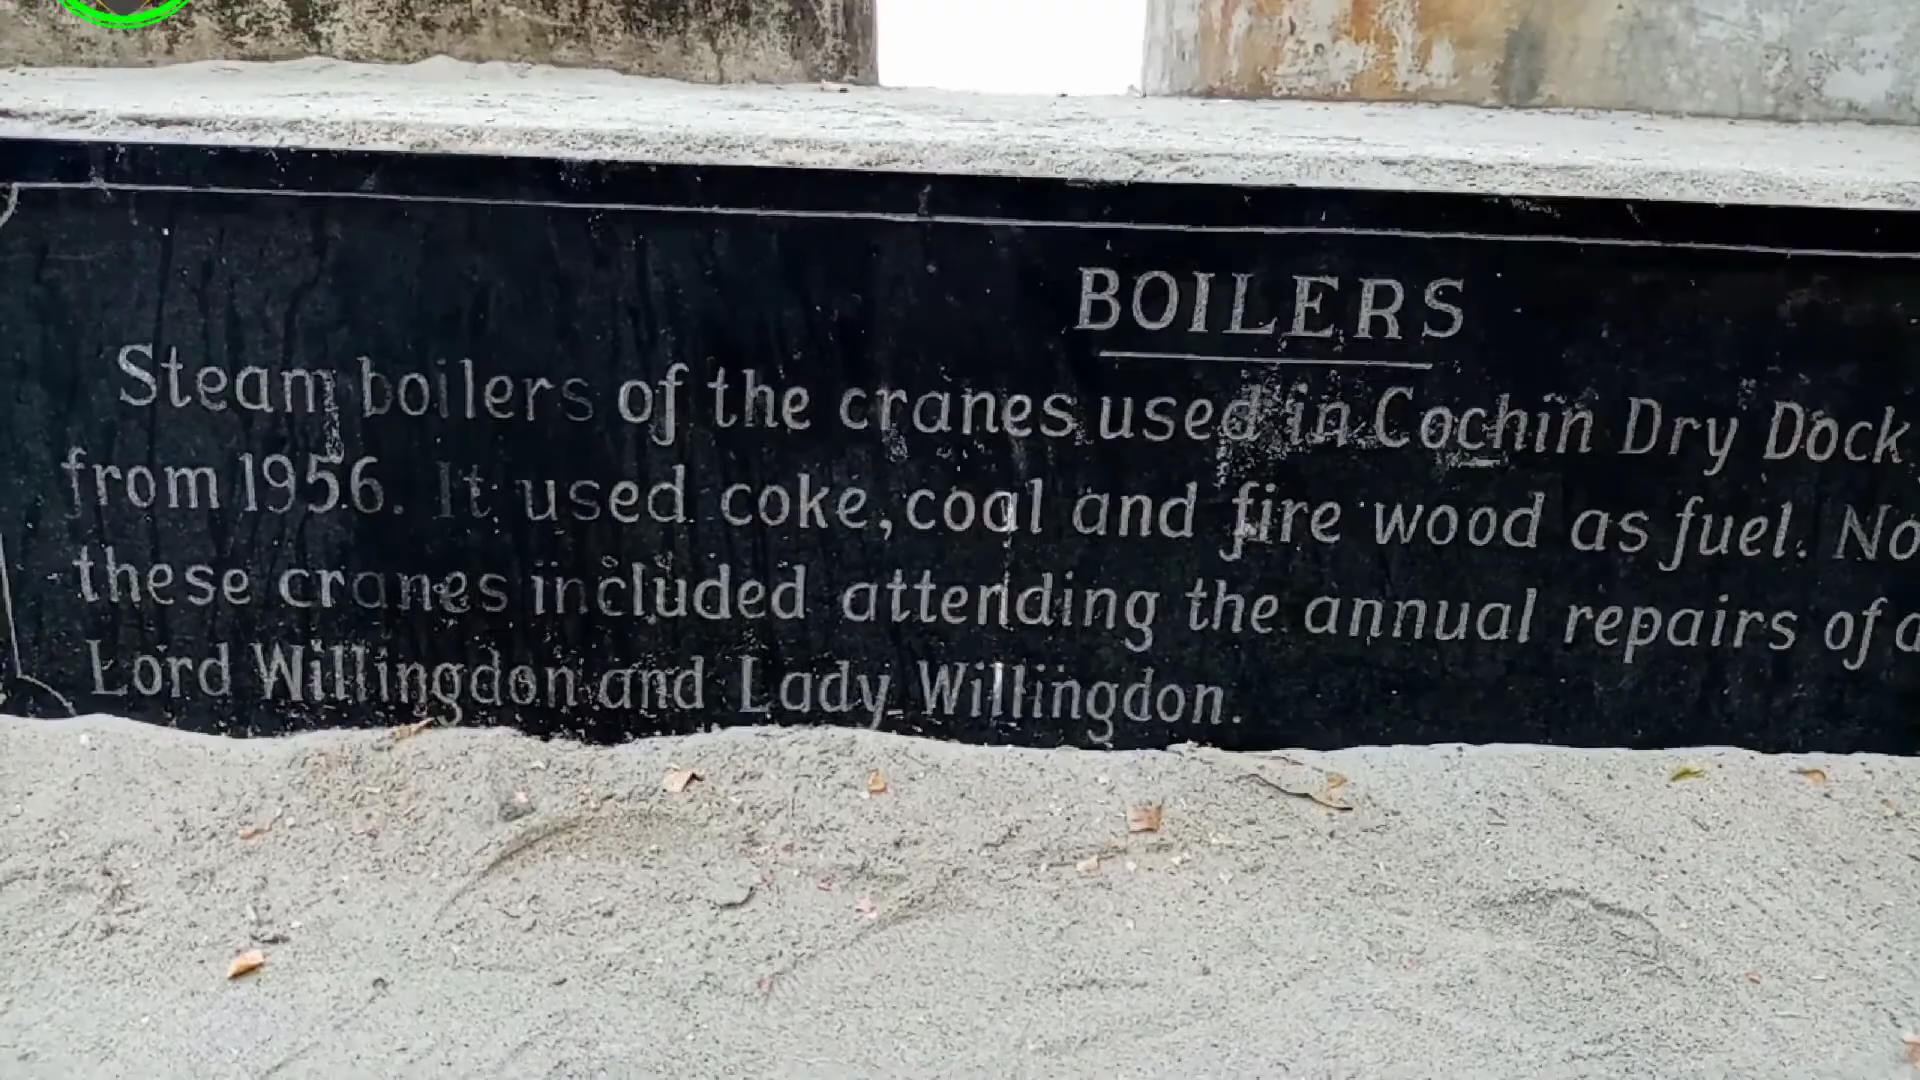 BOILERS
Steam boilers of the cranes used in Cochin Dry Dock
from 1956. It used coke, coal and fire wood as fuel. No
these cranes included attending the annual repairs of
Lord Willingdon and Lady Willingdon.